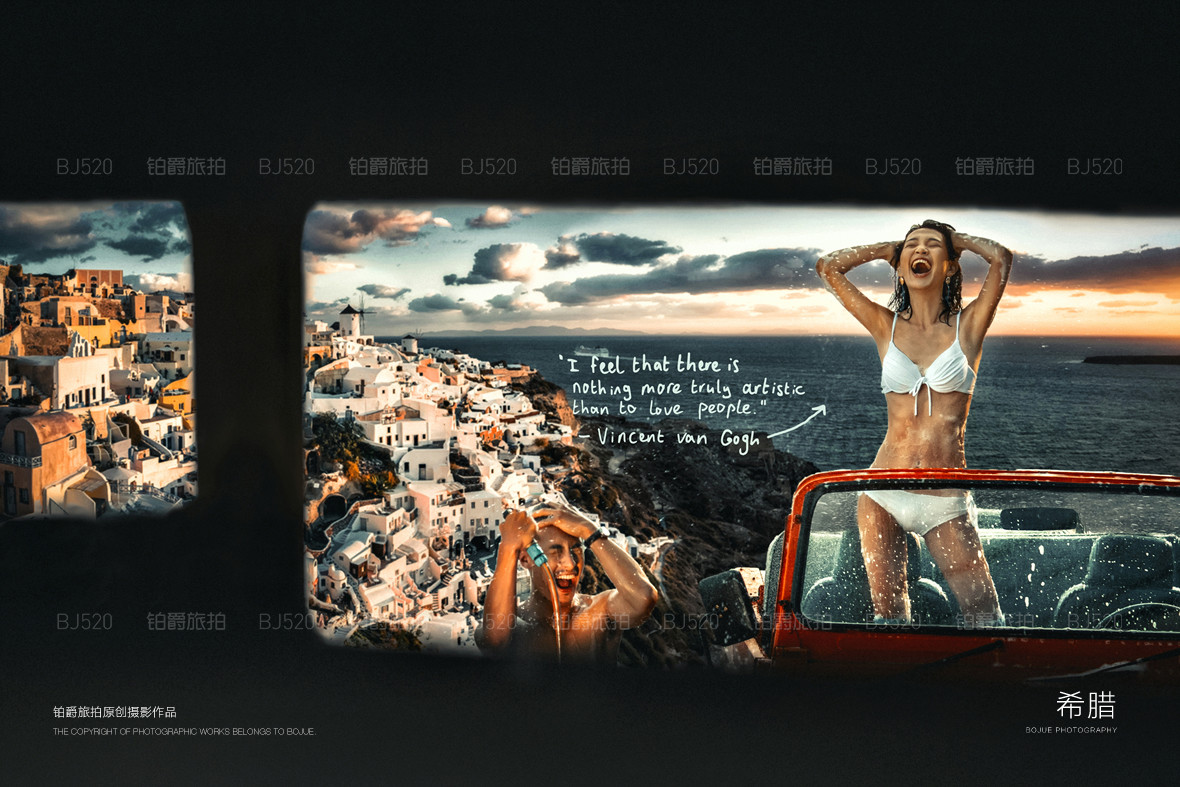 BJ520 铂爵旅拍 BJ520 铂爵旅拍 BJ520 铂爵旅拍 BJ520 铂爵旅拍 BJ520 铂爵旅拍 BJ520
"I feel that there is
nothing more truly artistic
than to love people."
- Vincent van Gogh
BJ520 铂爵旅拍 BJ520 铂爵旅拍 BJ520 铂爵旅拍 BJ520 铂爵旅拍 BJ520 铂爵旅拍 BJ520
铂爵旅拍原创摄影作品
THE COPYRIGHT OF PHOTOGRAPHIC WORKS BELONGS TO BOJUE.
希腊
BOJUE PHOTOGRAPHY